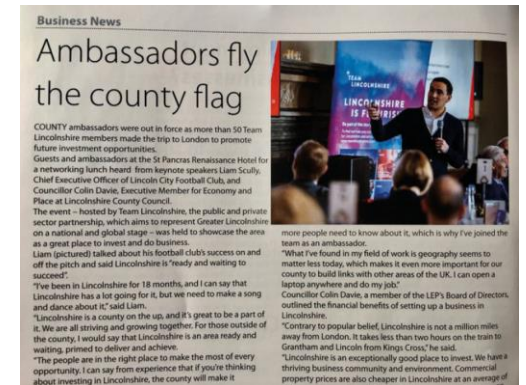 Business News
Ambassadors fly
the county flag
COUNTY ambassadors were out in force as more than 50 Team
Lincolnshire members made the trip to London to promote
future investment opportunities.
Guests and ambassadors at the St Pancras Renaissance Hotel for
a networking lunch heard from keynote speakers Liam Scully,
Chief Executive Officer of Lincoln City Football Club, and
Councillor Colin Davie, Executive Member for Economy and
Place at Lincolnshire County Council.
The event – hosted by Team Lincolnshire, the public and private
sector partnership, which aims to represent Greater Lincolnshire
on a national and global stage – was held to showcase the area
as a great place to invest and do business.
Liam (pictured) talked about his football club's success on and
off the pitch and said Lincolnshire is "ready and waiting to
succeed".
"I've been in Lincolnshire for 18 months, and I can say that
Lincolnshire has a lot going for it, but we need to make a song
and dance about it," said Liam.
"Lincolnshire is a county on the up, and it's great to be a part of
it. We are all striving and growing together. For those outside of
the county, I would say that Lincolnshire is an area ready and
waiting, primed to deliver and achieve.
"The people are in the right place to make the most of every
opportunity. I can say from experience that if you're thinking
about investing in Lincolnshire, the county will make it
TEAM
LINCOLNSHIRE
LINCOLNSHIRE
IS
more people need to know about it, which is why I've joined the
team as an ambassador.
"What I've found in my field of work is geography seems to
matter less today, which makes it even more important for our
county to build links with other areas of the UK. I can open a
laptop anywhere and do my job."
Councillor Colin Davie, a member of the LEP's Board of Directors,
outlined the financial benefits of setting up a business in
Lincolnshire.
"Contrary to popular belief, Lincolnshire is not a million miles
away from London. It takes less than two hours on the train to
Grantham and Lincoln from Kings Cross," he said.
"Lincolnshire is an exceptionally good place to invest. We have a
thriving business community and environment. Commercial
property prices are also cheaper in Lincolnshire at an average of